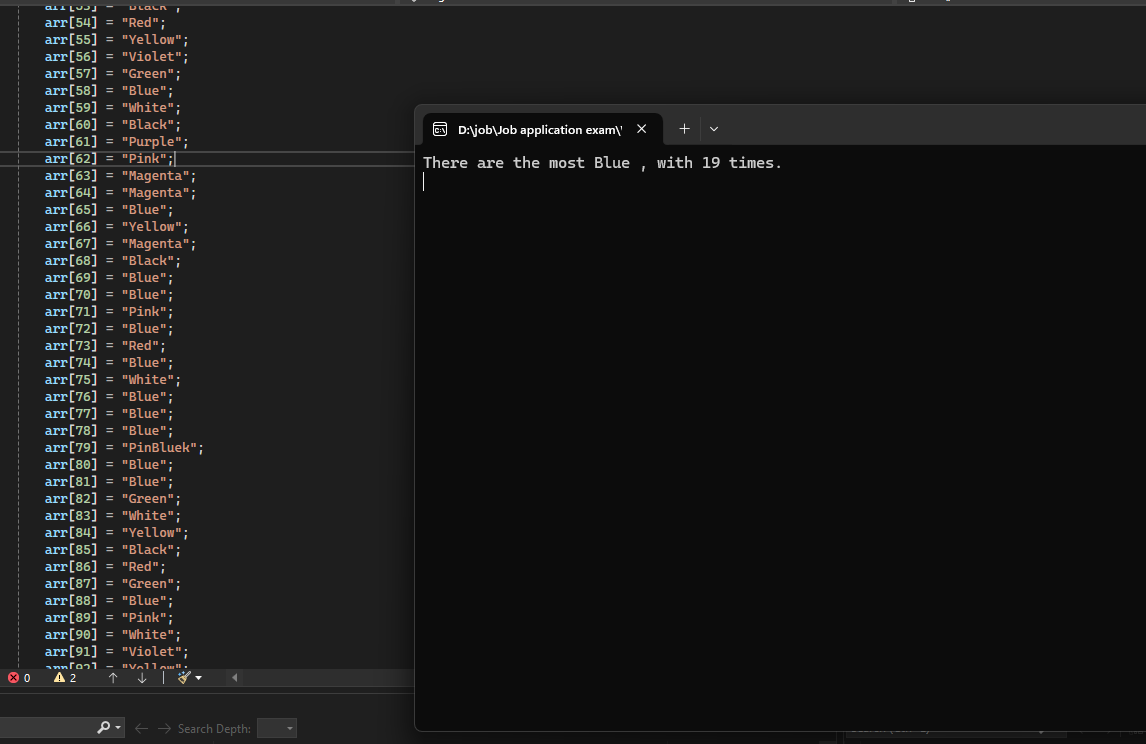 arr[53] = "Black";
arr[54] = "Red";
arr[55] = "Yellow";
arr[56] = "Violet";
arr[57] = "Green";
arr[58] = "Blue";
arr[59] = "White";
arr[60] = "Black";
arr[61] = "Purple";
arr[62] = "Pink";
arr[63] = "Magenta";
arr[64] = "Magenta";
arr[65] = "Blue";
arr[66] = "Yellow";
arr[67] = "Magenta";
arr[68] = "Black";
arr[69] = "Blue";
arr[70] = "Blue";
arr[71] = "Pink";
arr[72] = "Blue";
arr[73] = "Red";
arr[74] = "Blue";
arr[75] = "White";
arr[76] = "Blue";
arr[77] = "Blue";
arr[78] = "Blue";
arr[79] = "PinBluek";
arr[80] = "Blue";
arr[81] = "Blue";
arr[82] = "Green";
arr[83] = "White";
arr[84] = "Yellow";
arr[85] = "Black";
arr[86] = "Red";
arr[87] = "Green";
arr[88] = "Blue";
arr[89] = "Pink";
arr[90] = "White";
arr[91] = "Violet";
arr[92] = "Yellow";
0 2
Search Depth:
D:\job\Job application exam\'
There are the most Blue , with 19 times.